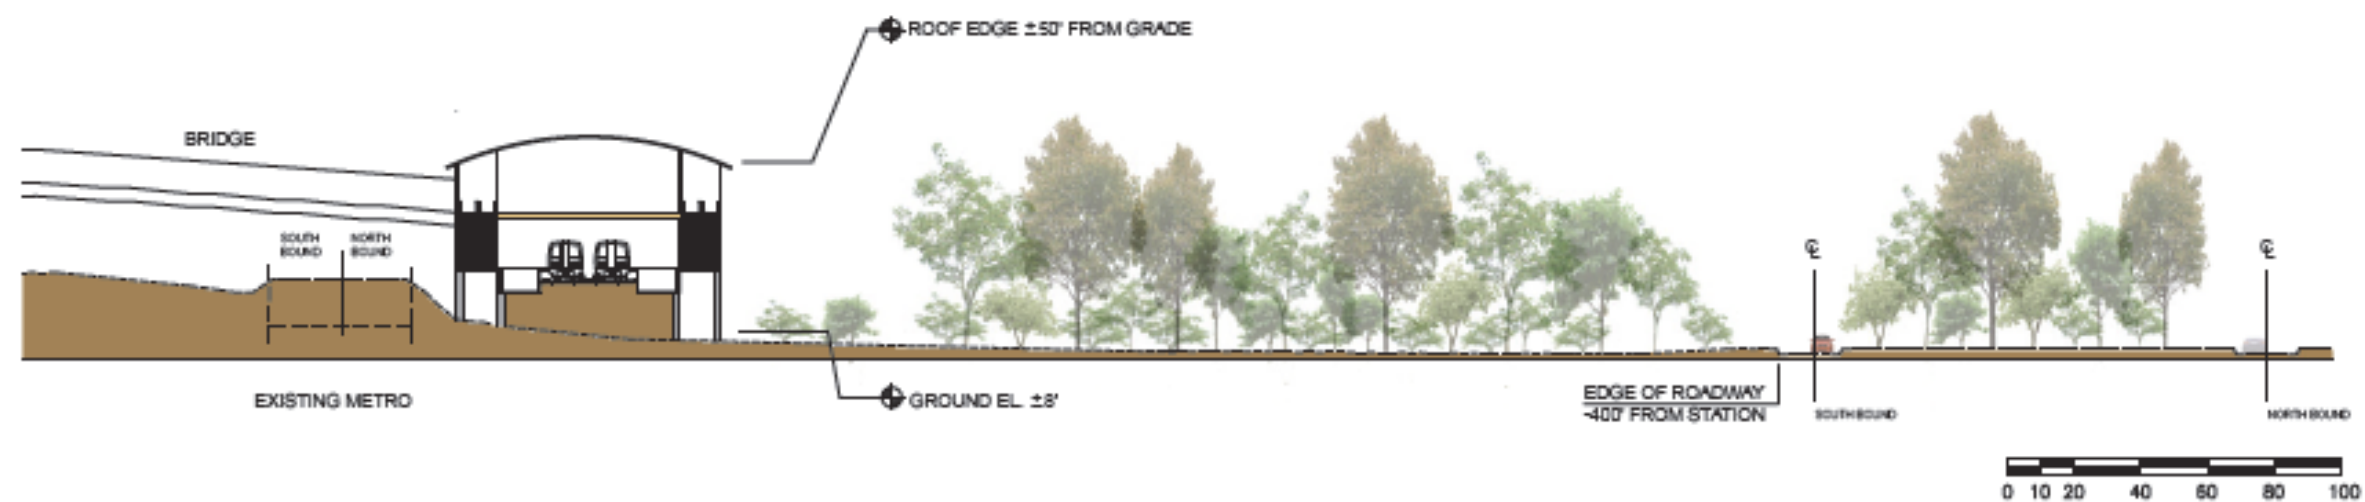 ROOF EDGE ±50' FROM GRADE
BRIDGE
SOUTH
BOUND
NORTH
BOUND
℄
℄
EXISTING METRO
GROUND EL. ±8'
EDGE OF ROADWAY
~400' FROM STATION
SOUTH BOUND
NORTH BOUND
0 10 20 40 60 80 100